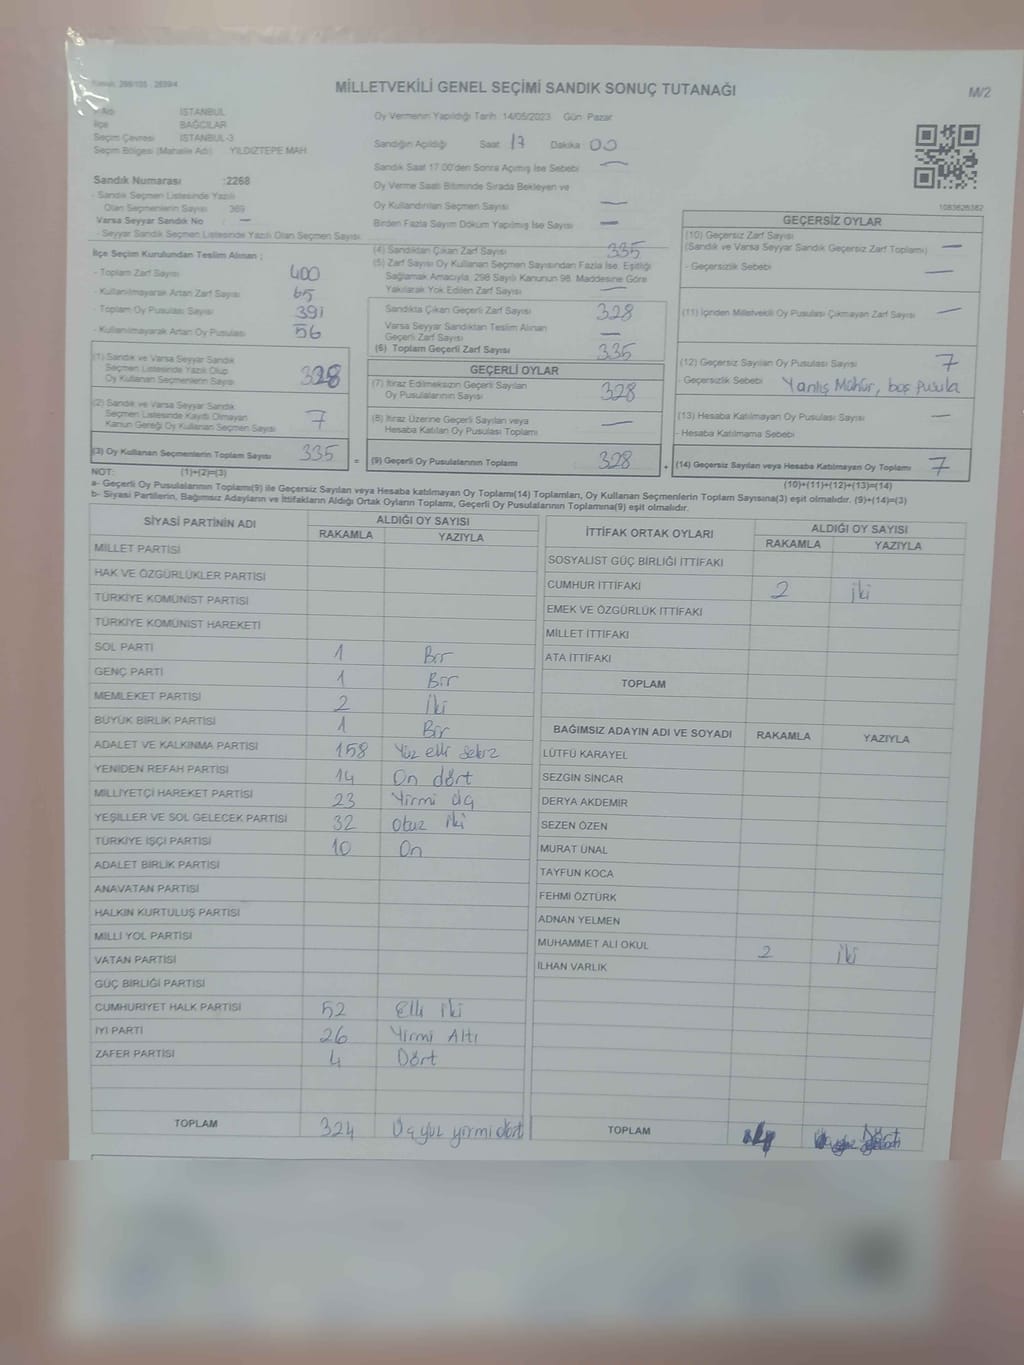 MİLLETVEKİLİ GENEL SEÇİMİ SANDIK SONUÇ TUTANAĞI
M/2
İSTANBUL
İlçe BAĞCILAR
Seçim Çevresi İSTANBUL-3
Seçim Bölgesi (Mahalle Adı) YILDIZTEPE MAH.
Sandık Numarası :2268
- Sandık Seçmen Listesinde Yazılı
Olan Seçmenlerin Sayısı 369
Varsa Seyyar Sandık No : —
- Seyyar Sandık Seçmen Listesinde Yazılı Olan Seçmen Sayısı:
İlçe Seçim Kurulundan Teslim Alınan ;
- Toplam Zarf Sayısı 400
- Kullanılmayarak Artan Zarf Sayısı 65
- Toplam Oy Pusulası Sayısı 391
- Kullanılmayarak Artan Oy Pusulası 56
(1) Sandık ve Varsa Seyyar Sandık
Seçmen Listesinde Yazılı Olup
Oy Kullanan Seçmenlerin Sayısı 328
(2) Sandık ve Varsa Seyyar Sandık
Seçmen Listesinde Kayıtlı Olmayan
Kanun Gereği Oy Kullanan Seçmen Sayısı 7
(3) Oy Kullanan Seçmenlerin Toplam Sayısı 335 =
Oy Vermenin Yapıldığı Tarih :14/05/2023 Gün: Pazar
Sandığın Açıldığı Saat: 17 Dakika: 00
Sandık Saat 17.00'den Sonra Açılmış İse Sebebi —
Oy Verme Saati Bitiminde Sırada Bekleyen ve
Oy Kullandırılan Seçmen Sayısı —
Birden Fazla Sayım Döküm Yapılmış İse Sayısı —
(4) Sandıktan Çıkan Zarf Sayısı 335
(5) Zarf Sayısı Oy Kullanan Seçmen Sayısından Fazla İse, Eşitliği
Sağlamak Amacıyla, 298 Sayılı Kanunun 98. Maddesine Göre
Yakılarak Yok Edilen Zarf Sayısı —
Sandıkta Çıkan Geçerli Zarf Sayısı 328
Varsa Seyyar Sandıktan Teslim Alınan
Geçerli Zarf Sayısı —
(6) Toplam Geçerli Zarf Sayısı 335
GEÇERLİ OYLAR
(7) İtiraz Edilmeksizin Geçerli Sayılan
Oy Pusulalarının Sayısı 328
(8) İtiraz Üzerine Geçerli Sayılan veya
Hesaba Katılan Oy Pusulası Toplamı —
(9) Geçerli Oy Pusulalarının Toplamı 328 +
1083626382
GEÇERSİZ OYLAR
(10) Geçersiz Zarf Sayısı
(Sandık ve Varsa Seyyar Sandık Geçersiz Zarf Toplamı) —
- Geçersizlik Sebebi —
(11) İçinden Milletvekili Oy Pusulası Çıkmayan Zarf Sayısı —
(12) Geçersiz Sayılan Oy Pusulası Sayısı 7
- Geçersizlik Sebebi Yanlış Mühür, boş pusula
(13) Hesaba Katılmayan Oy Pusulası Sayısı —
- Hesaba Katılmama Sebebi
(14) Geçersiz Sayılan veya Hesaba Katılmayan Oy Toplamı 7
NOT: (1)+(2)=(3) (10)+(11)+(12)+(13)=(14)
a- Geçerli Oy Pusulalarının Toplamı(9) ile Geçersiz Sayılan veya Hesaba katılmayan Oy Toplamı(14) Toplamları, Oy Kullanan Seçmenlerin Toplam Sayısına(3) eşit olmalıdır. (9)+(14)=(3)
b- Siyasi Partilerin, Bağımsız Adayların ve İttifakların Aldığı Ortak Oyların Toplamı, Geçerli Oy Pusulalarının Toplamına(9) eşit olmalıdır.
SİYASİ PARTİNİN ADI ALDIĞI OY SAYISI
RAKAMLA YAZIYLA
MİLLET PARTİSİ
HAK VE ÖZGÜRLÜKLER PARTİSİ
TÜRKİYE KOMÜNİST PARTİSİ
TÜRKİYE KOMÜNİST HAREKETİ
SOL PARTİ 1 Bir
GENÇ PARTİ 1 Bir
MEMLEKET PARTİSİ 2 İki
BÜYÜK BİRLİK PARTİSİ 1 Bir
ADALET VE KALKINMA PARTİSİ 158 Yüz elli sekiz
YENİDEN REFAH PARTİSİ 14 On dört
MİLLİYETÇİ HAREKET PARTİSİ 23 Yirmi üç
YEŞİLLER VE SOL GELECEK PARTİSİ 32 Otuz iki
TÜRKİYE İŞÇİ PARTİSİ 10 On
ADALET BİRLİK PARTİSİ
ANAVATAN PARTİSİ
HALKIN KURTULUŞ PARTİSİ
MİLLİ YOL PARTİSİ
VATAN PARTİSİ
GÜÇ BİRLİĞİ PARTİSİ
CUMHURİYET HALK PARTİSİ 52 Elli iki
İYİ PARTİ 26 Yirmi Altı
ZAFER PARTİSİ 4 Dört
TOPLAM 324 Üçyüz yirmi dört
İTTİFAK ORTAK OYLARI ALDIĞI OY SAYISI
RAKAMLA YAZIYLA
SOSYALİST GÜÇ BİRLİĞİ İTTİFAKI
CUMHUR İTTİFAKI 2 İki
EMEK VE ÖZGÜRLÜK İTTİFAKI
MİLLET İTTİFAKI
ATA İTTİFAKI
TOPLAM
BAĞIMSIZ ADAYIN ADI VE SOYADI RAKAMLA YAZIYLA
LÜTFÜ KARAYEL
SEZGİN SİNCAR
DERYA AKDEMİR
SEZEN ÖZEN
MURAT ÜNAL
TAYFUN KOCA
FEHMİ ÖZTÜRK
ADNAN YELMEN
MUHAMMET ALİ OKUL 2 İki
İLHAN VARLIK
TOPLAM Dört